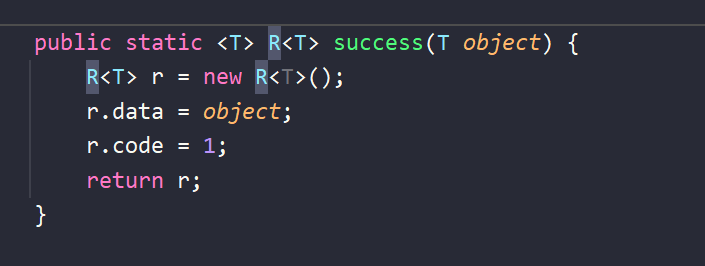 public static <T> R<T> success(T object) {
    R<T> r = new R<T>();
    r.data = object;
    r.code = 1;
    return r;
}